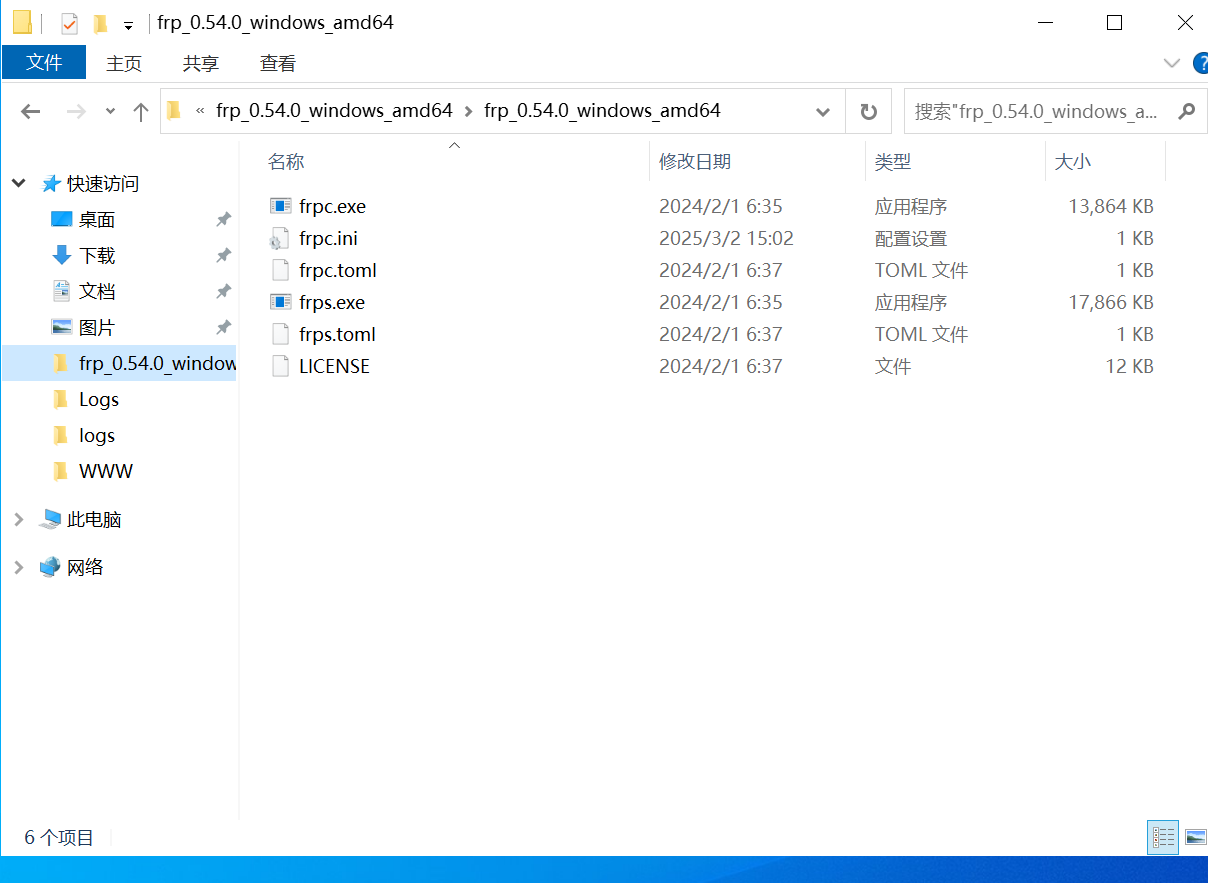 frp_0.54.0_windows_amd64
文件 主页 共享 查看 ?
« frp_0.54.0_windows_amd64 > frp_0.54.0_windows_amd64 搜索"frp_0.54.0_windows_a...
名称 修改日期 类型 大小
快速访问
桌面
下载
文档
图片
frp_0.54.0_window
Logs
logs
WWW
此电脑
网络
frpc.exe 2024/2/1 6:35 应用程序 13,864 KB
frpc.ini 2025/3/2 15:02 配置设置 1 KB
frpc.toml 2024/2/1 6:37 TOML 文件 1 KB
frps.exe 2024/2/1 6:35 应用程序 17,866 KB
frps.toml 2024/2/1 6:37 TOML 文件 1 KB
LICENSE 2024/2/1 6:37 文件 12 KB
6 个项目